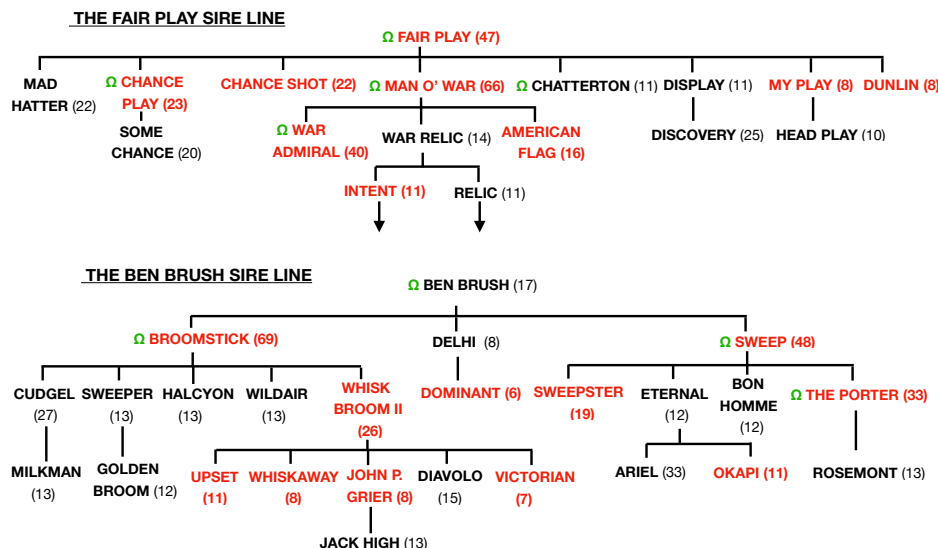 THE FAIR PLAY SIRE LINE
Ω FAIR PLAY (47)
MAD HATTER (22)
Ω CHANCE PLAY (23)
CHANCE SHOT (22)
Ω MAN O' WAR (66)
Ω CHATTERTON (11)
DISPLAY (11)
MY PLAY (8)
DUNLIN (8)
SOME CHANCE (20)
Ω WAR ADMIRAL (40)
WAR RELIC (14)
AMERICAN FLAG (16)
DISCOVERY (25)
HEAD PLAY (10)
INTENT (11)
RELIC (11)
THE BEN BRUSH SIRE LINE
Ω BEN BRUSH (17)
Ω BROOMSTICK (69)
DELHI (8)
Ω SWEEP (48)
CUDGEL (27)
SWEEPER (13)
HALCYON (13)
WILDAIR (13)
WHISK BROOM II (26)
DOMINANT (6)
SWEEPSTER (19)
ETERNAL (12)
BON HOMME (12)
Ω THE PORTER (33)
MILKMAN (13)
GOLDEN BROOM (12)
UPSET (11)
WHISKAWAY (8)
JOHN P. GRIER (8)
DIAVOLO (15)
VICTORIAN (7)
ARIEL (33)
OKAPI (11)
ROSEMONT (13)
JACK HIGH (13)